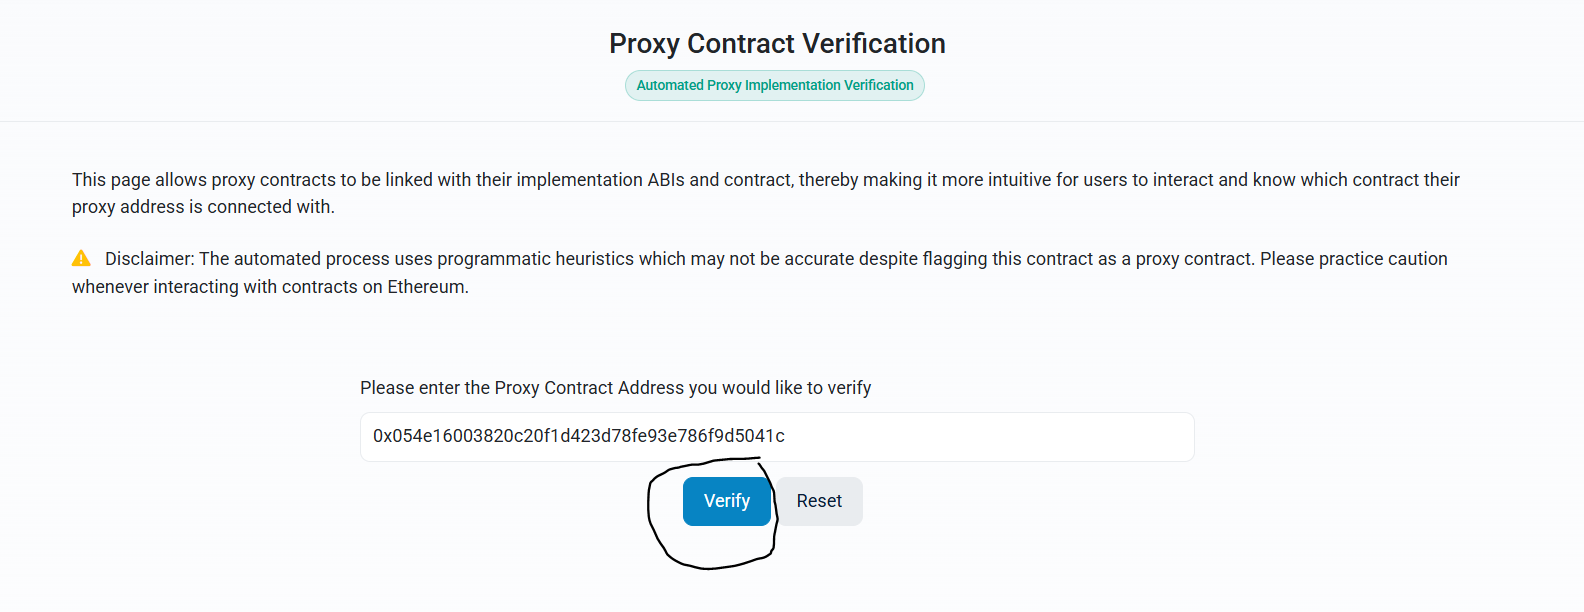 Proxy Contract Verification
Automated Proxy Implementation Verification
This page allows proxy contracts to be linked with their implementation ABIs and contract, thereby making it more intuitive for users to interact and know which contract their
proxy address is connected with.
Disclaimer: The automated process uses programmatic heuristics which may not be accurate despite flagging this contract as a proxy contract. Please practice caution
whenever interacting with contracts on Ethereum.
Please enter the Proxy Contract Address you would like to verify
0x054e16003820c20f1d423d78fe93e786f9d5041c
Verify Reset